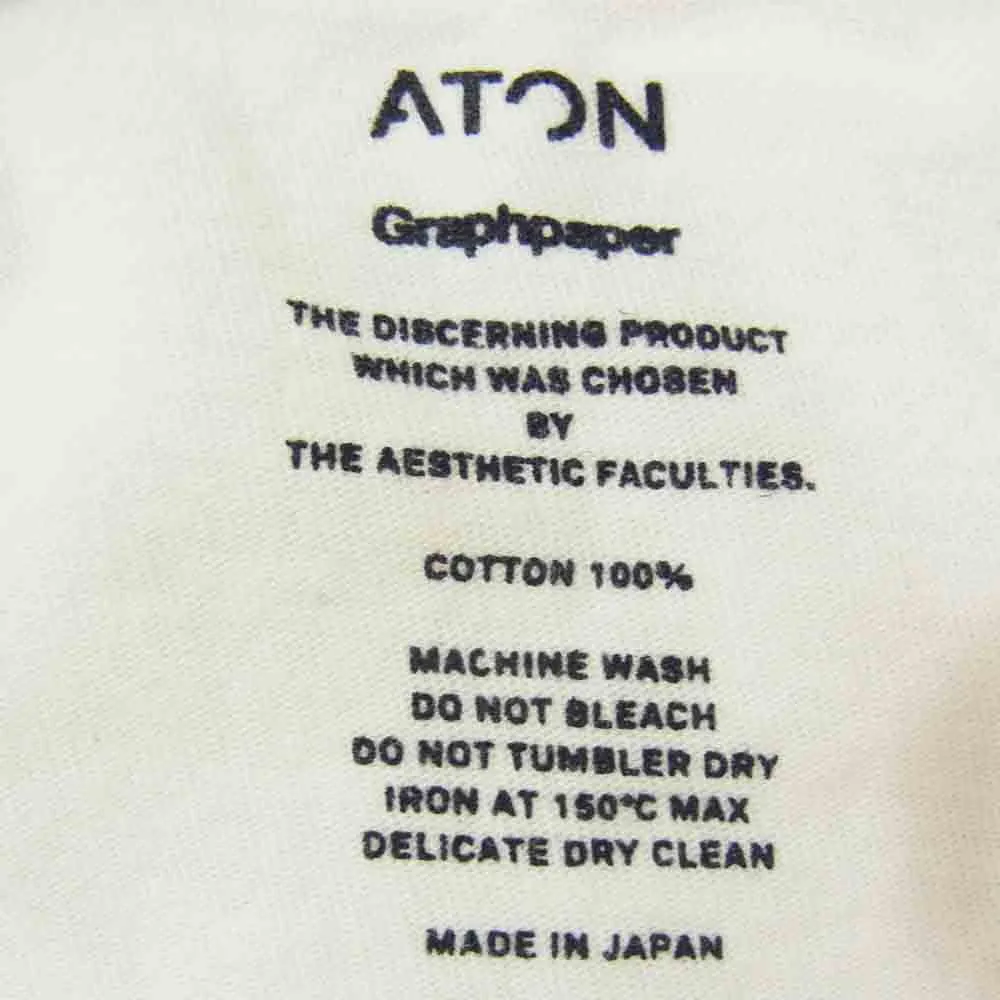 ATON
Graphpaper
THE DISCERNING PRODUCT
WHICH WAS CHOSEN
BY
THE AESTHETIC FACULTIES.
COTTON 100%
MACHINE WASH
DO NOT BLEACH
DO NOT TUMBLER DRY
IRON AT 150°C MAX
DELICATE DRY CLEAN
MADE IN JAPAN